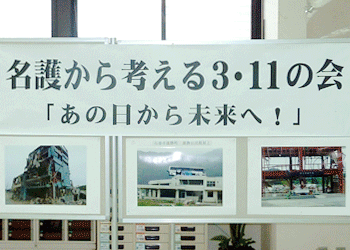 名護から考える3・11の会
「あの日から未来へ！」